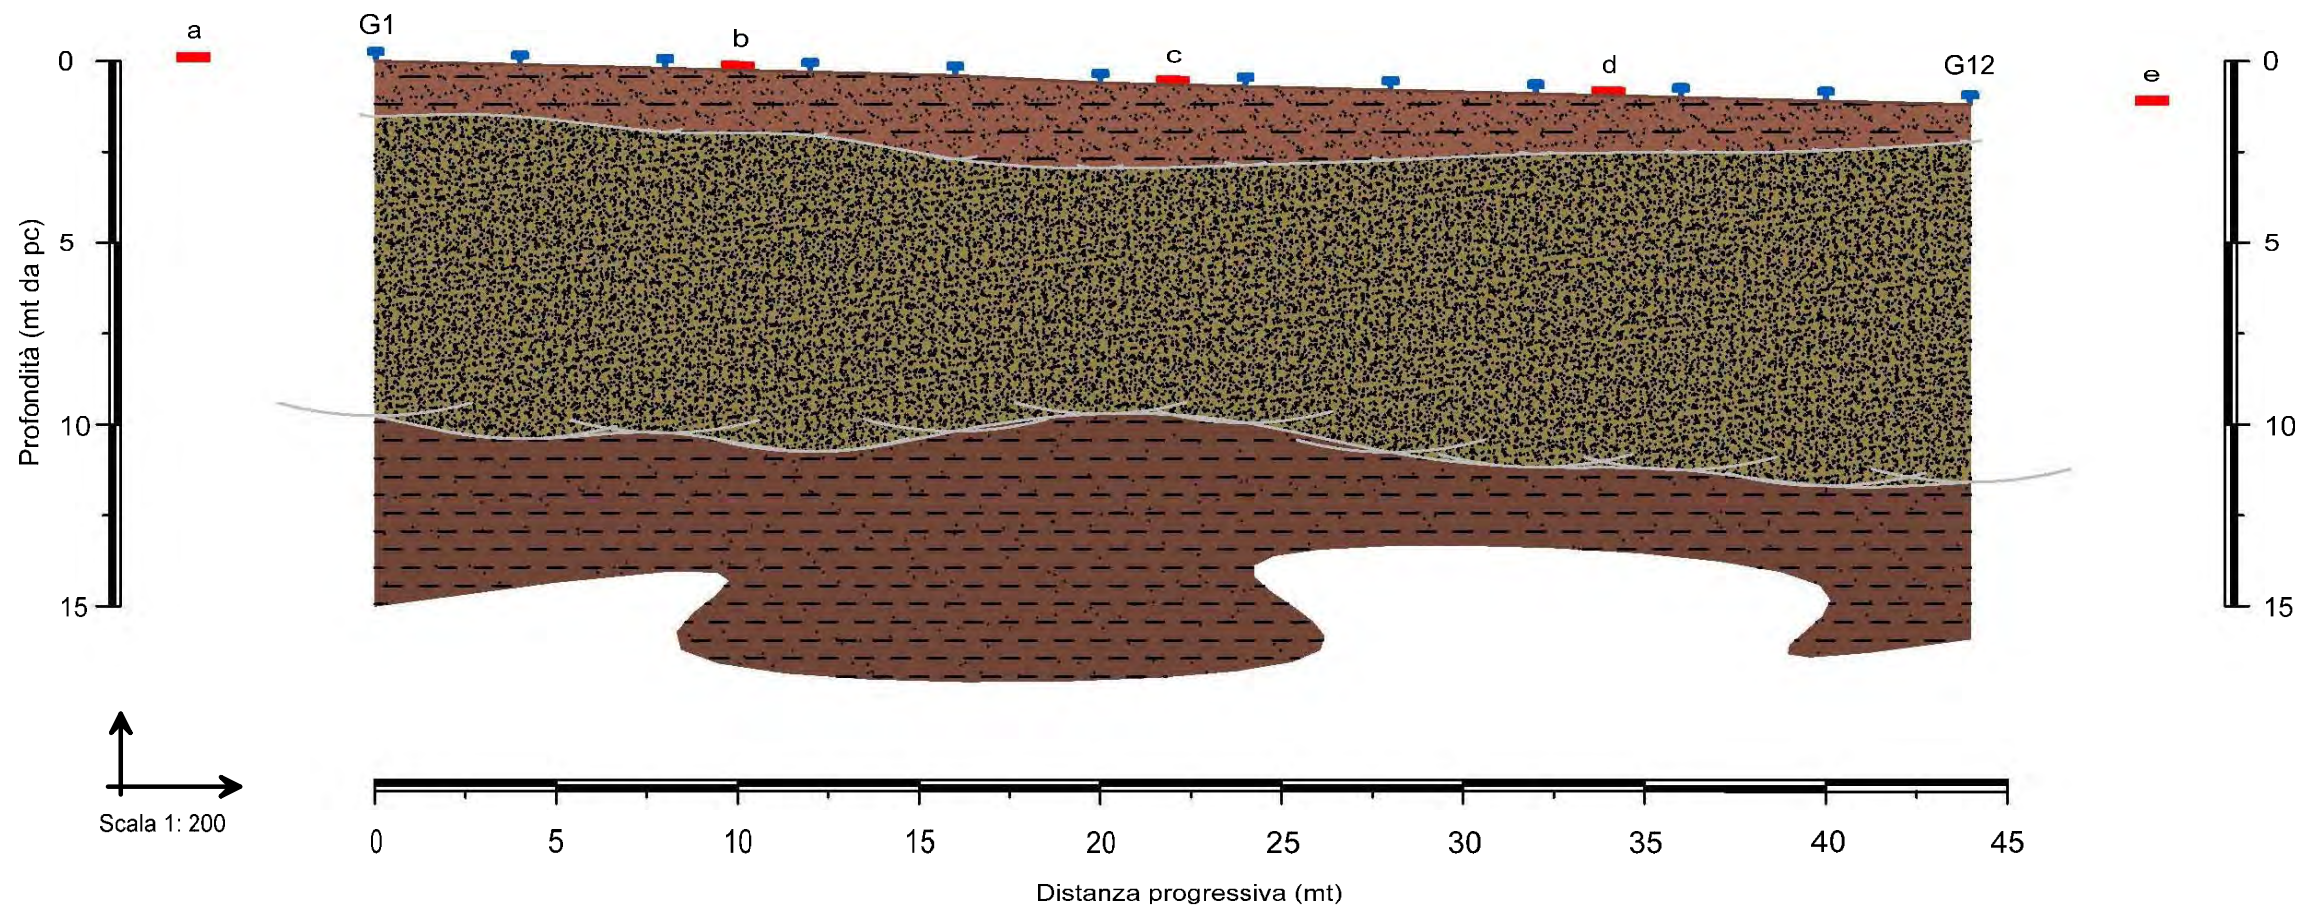 G1
a
b
c
d
G12
e
0
5
10
15
Profondità (mt da pc)
0
5
10
15
Scala 1: 200
0 5 10 15 20 25 30 35 40 45
Distanza progressiva (mt)